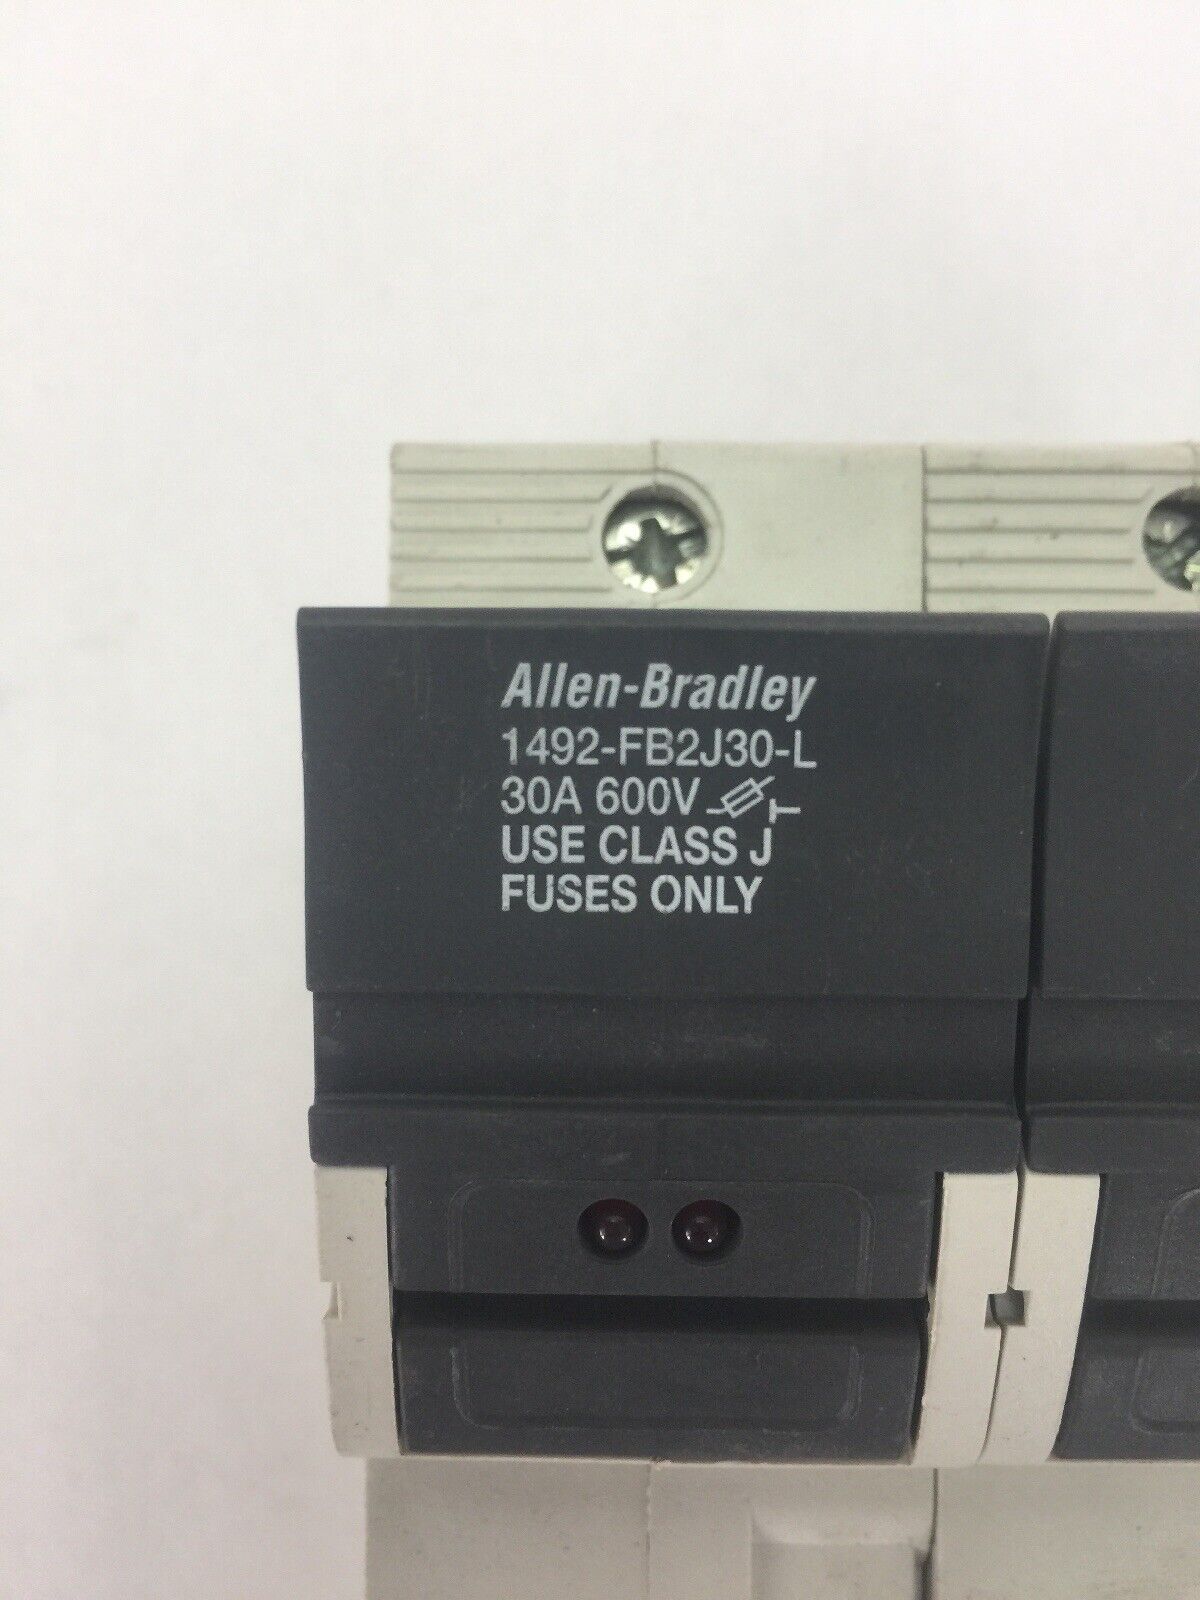 Allen-Bradley
1492-FB2J30-L
30A 600V
USE CLASS J
FUSES ONLY